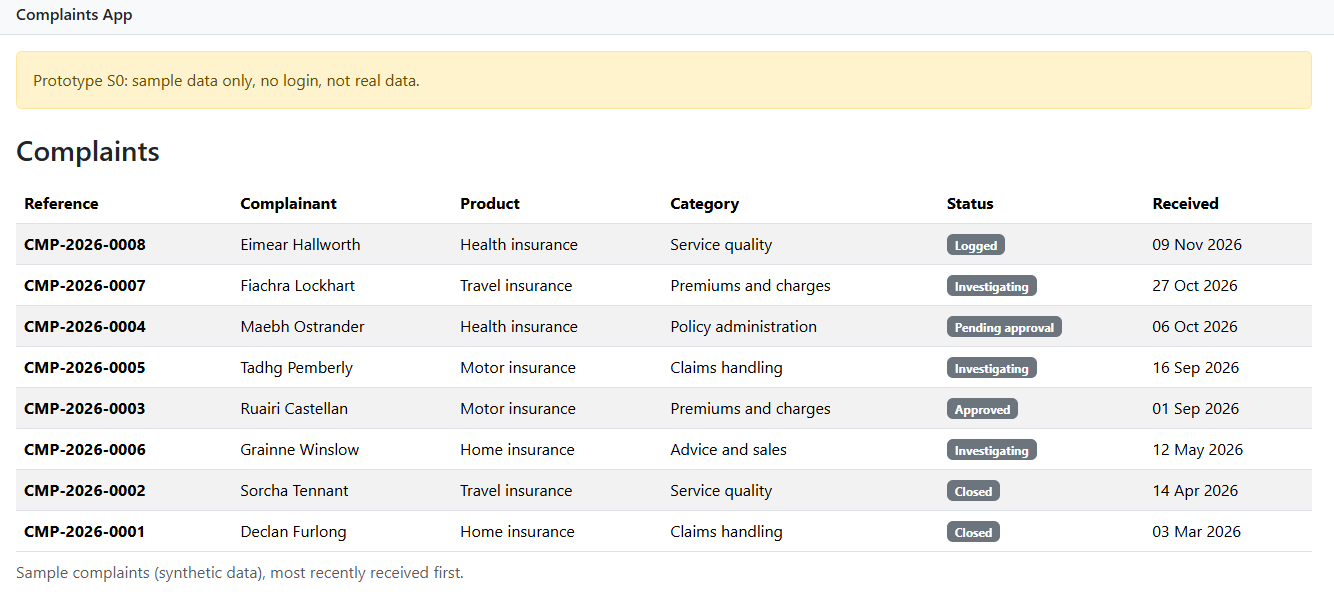 Complaints App
Prototype S0: sample data only, no login, not real data.
Complaints
Reference Complainant Product Category Status Received
CMP-2026-0008 Eimear Hallworth Health insurance Service quality Logged 09 Nov 2026
CMP-2026-0007 Fiachra Lockhart Travel insurance Premiums and charges Investigating 27 Oct 2026
CMP-2026-0004 Maebh Ostrander Health insurance Policy administration Pending approval 06 Oct 2026
CMP-2026-0005 Tadhg Pemberly Motor insurance Claims handling Investigating 16 Sep 2026
CMP-2026-0003 Ruairi Castellan Motor insurance Premiums and charges Approved 01 Sep 2026
CMP-2026-0006 Grainne Winslow Home insurance Advice and sales Investigating 12 May 2026
CMP-2026-0002 Sorcha Tennant Travel insurance Service quality Closed 14 Apr 2026
CMP-2026-0001 Declan Furlong Home insurance Claims handling Closed 03 Mar 2026
Sample complaints (synthetic data), most recently received first.